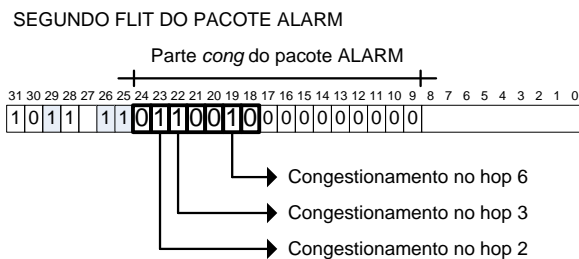 SEGUNDO FLIT DO PACOTE ALARM
Parte cong do pacote ALARM
31 30 29 28 27 26 25 24 23 22 21 20 19 18 17 16 15 14 13 12 11 10 9 8 7 6 5 4 3 2 1 0
1 0 1 1 1 1 0 1 1 0 0 1 0 0 0 0 0 0 0 0 0 0
Congestionamento no hop 6
Congestionamento no hop 3
Congestionamento no hop 2